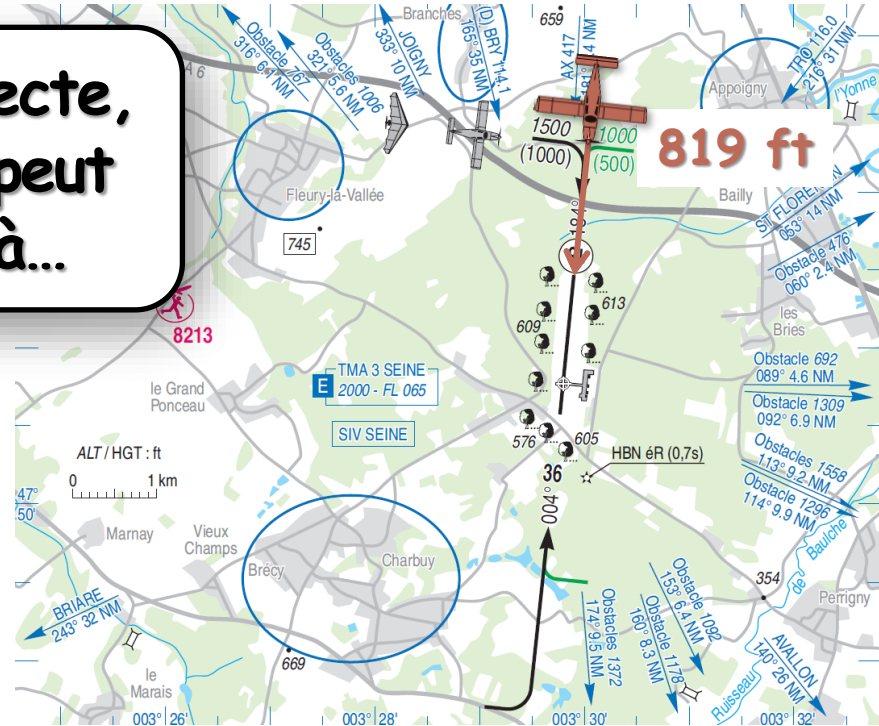 ecte,
peut
à...
A 6
Obstacle 767
316° 6.1 NM
Obstacles 1006
321° 5.6 NM
JOIGNY
333° 10 NM
Branches
(D) BRY 114.1
165° 35 NM
659
AX 417
Appoigny
TRO 116.0
216° 31 NM
l'Yonne
1500
(1000)
1000
(500)
819 ft
Fleury-la-Vallée
745
Bailly
053° 14 NM
Obstacle 476
060° 2.4 NM
8213
609
613
les
Bries
TMA 3 SEINE
E
2000 - FL 065
SIV SEINE
le Grand
Ponceau
Obstacle 692
089° 4.6 NM
Obstacle 1309
092° 6.9 NM
576
605
ALT / HGT : ft
0
1 km
HBN éR (0,7s)
36
004°
Obstacles 1558
113° 9.2 NM
Obstacle 1296
114° 9.9 NM
47°
50'
Marnay
Vieux
Champs
Brécy
Charbuy
de
Baulche
354
Perrigny
BRIARE
243° 32 NM
Obstacles 1372
174° 9.5 NM
Obstacle 1178
160° 8.3 NM
Obstacle 1092
153° 6.4 NM
AVALLON
140° 26 NM
Ruisseau
669
le
Marais
003° 26'
003° 28'
003° 30'
003° 32'